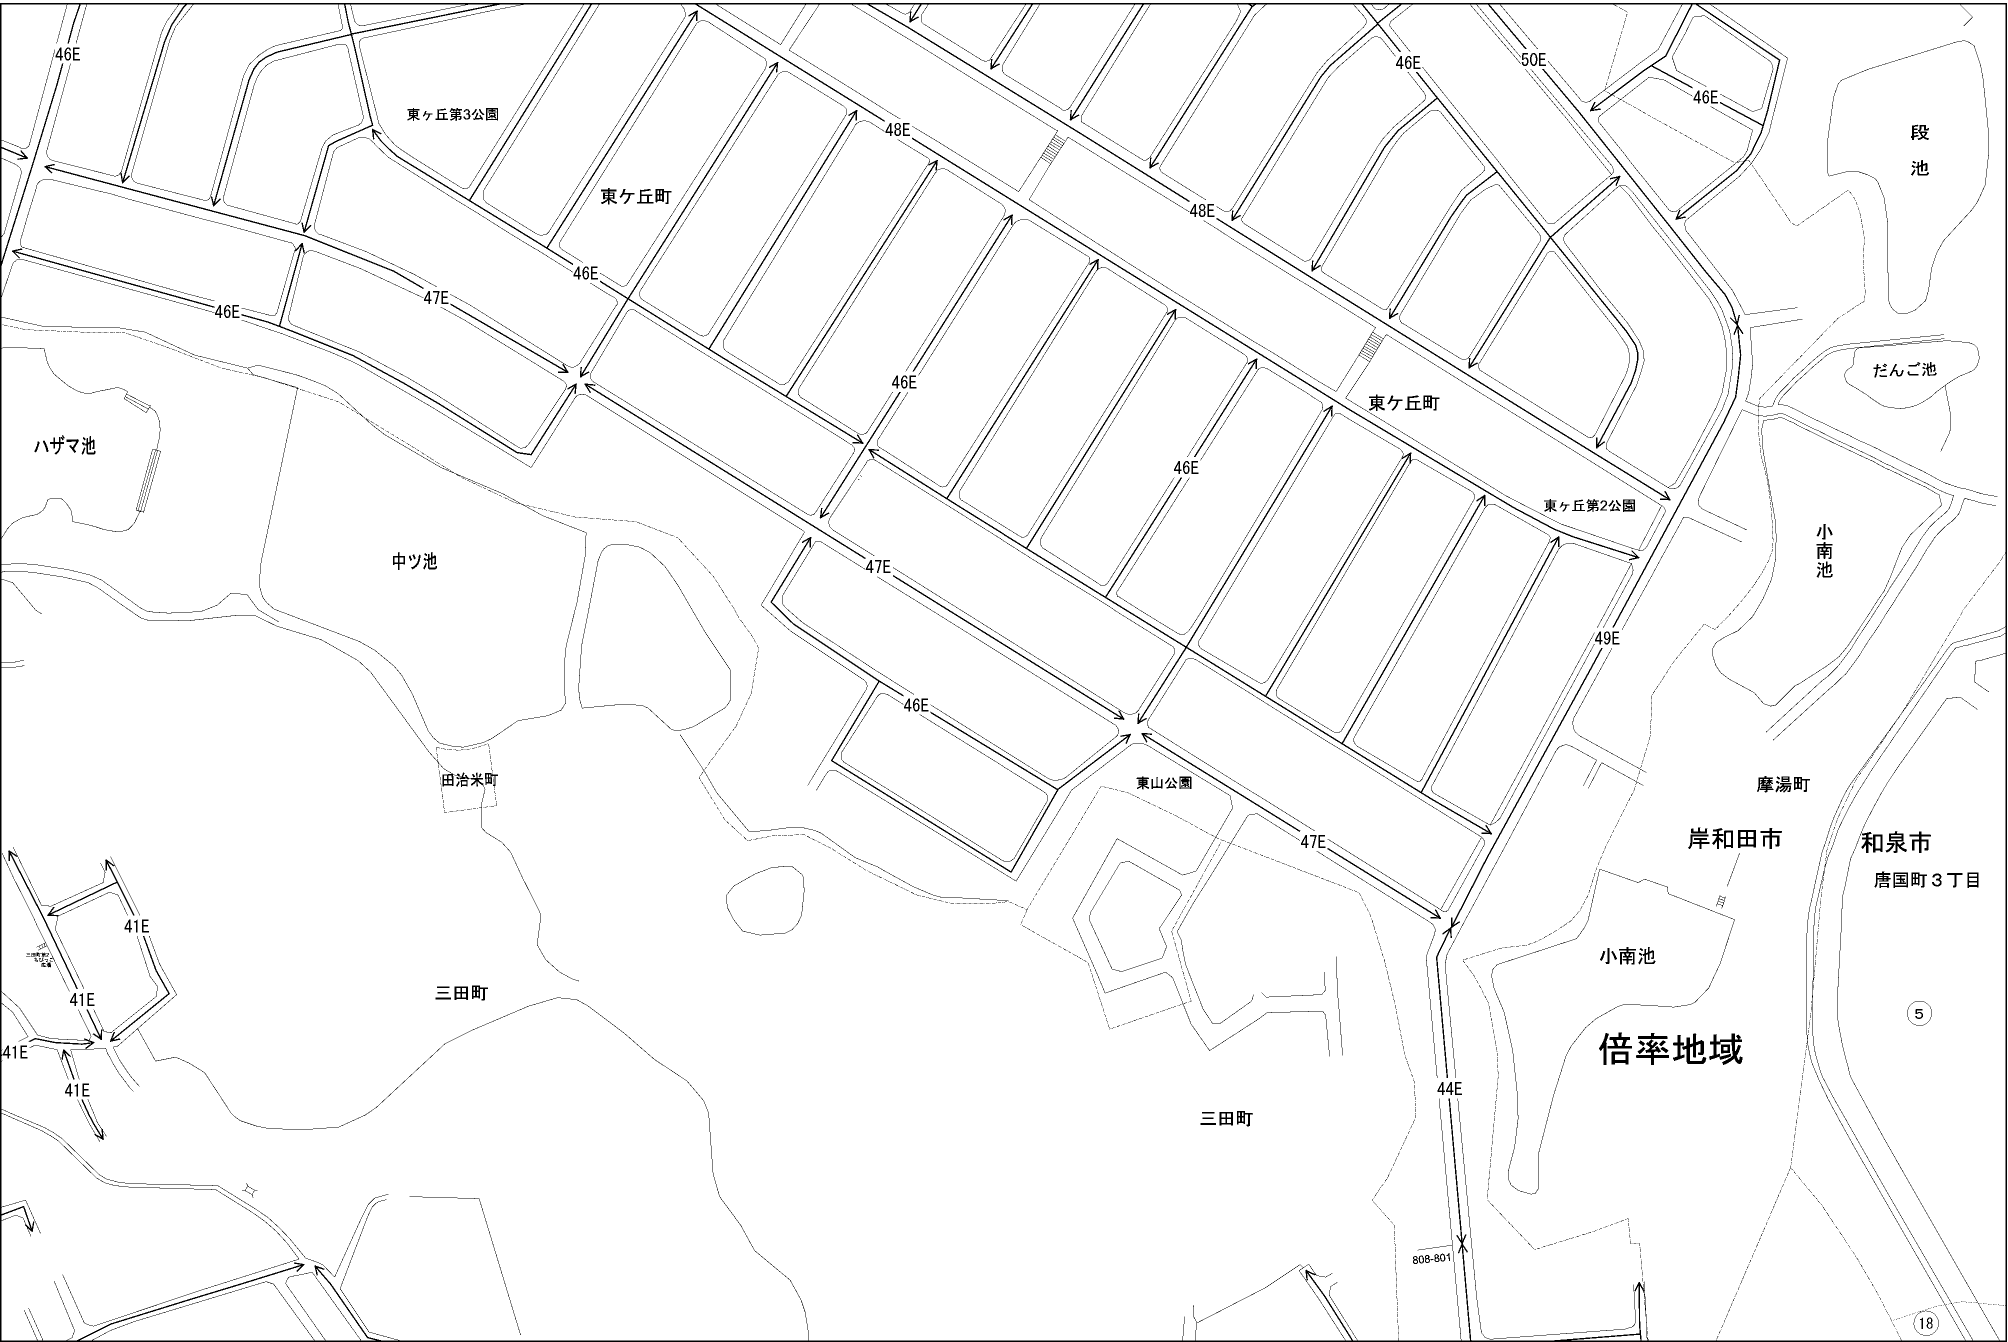 46E
46E
50E
46E
東ヶ丘第3公園
48E
段
池
東ケ丘町
48E
46E
47E
46E
46E
だんご池
東ケ丘町
ハザマ池
46E
東ヶ丘第2公園
小
南
池
中ツ池
47E
49E
46E
田治米町
東山公園
摩湯町
47E
岸和田市
和泉市
唐国町3丁目
41E
小南池
三田町
41E
5
41E
倍率地域
41E
44E
三田町
808-801
18